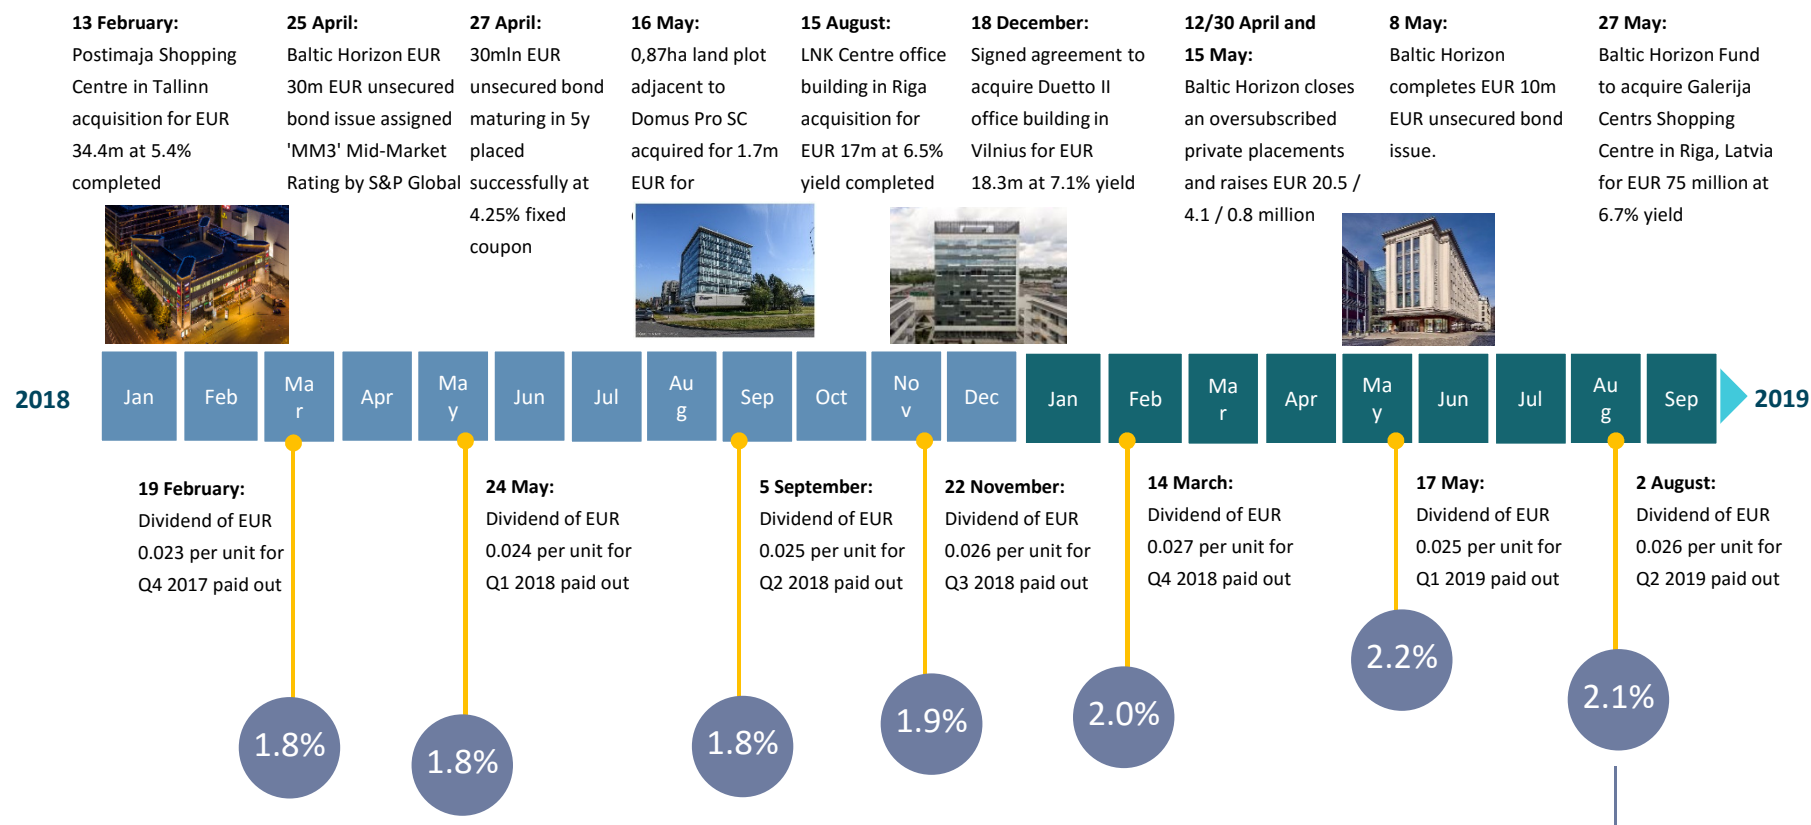 13 February:
Postimaja Shopping
Centre in Tallinn
acquisition for EUR
34.4m at 5.4%
completed
25 April:
Baltic Horizon EUR
30m EUR unsecured
bond issue assigned
'MM3' Mid-Market
Rating by S&P Global
27 April:
30mln EUR
unsecured bond
maturing in 5y
placed
successfully at
4.25% fixed
coupon
16 May:
0,87ha land plot
adjacent to
Domus Pro SC
acquired for 1.7m
EUR for
15 August:
LNK Centre office
building in Riga
acquisition for
EUR 17m at 6.5%
yield completed
18 December:
Signed agreement to
acquire Duetto II
office building in
Vilnius for EUR
18.3m at 7.1% yield
12/30 April and
15 May:
Baltic Horizon closes
an oversubscribed
private placements
and raises EUR 20.5 /
4.1 / 0.8 million
8 May:
Baltic Horizon
completes EUR 10m
EUR unsecured bond
issue.
27 May:
Baltic Horizon Fund
to acquire Galerija
Centrs Shopping
Centre in Riga, Latvia
for EUR 75 million at
6.7% yield
2018
Jan
Feb
Ma
r
Apr
Ma
y
Jun
Jul
Au
g
Sep
Oct
No
v
Dec
Jan
Feb
Ma
r
Apr
Ma
y
Jun
Jul
Au
g
Sep
2019
19 February:
Dividend of EUR
0.023 per unit for
Q4 2017 paid out
24 May:
Dividend of EUR
0.024 per unit for
Q1 2018 paid out
5 September:
Dividend of EUR
0.025 per unit for
Q2 2018 paid out
22 November:
Dividend of EUR
0.026 per unit for
Q3 2018 paid out
14 March:
Dividend of EUR
0.027 per unit for
Q4 2018 paid out
17 May:
Dividend of EUR
0.025 per unit for
Q1 2019 paid out
2 August:
Dividend of EUR
0.026 per unit for
Q2 2019 paid out
1.8%
1.8%
1.8%
1.9%
2.0%
2.2%
2.1%